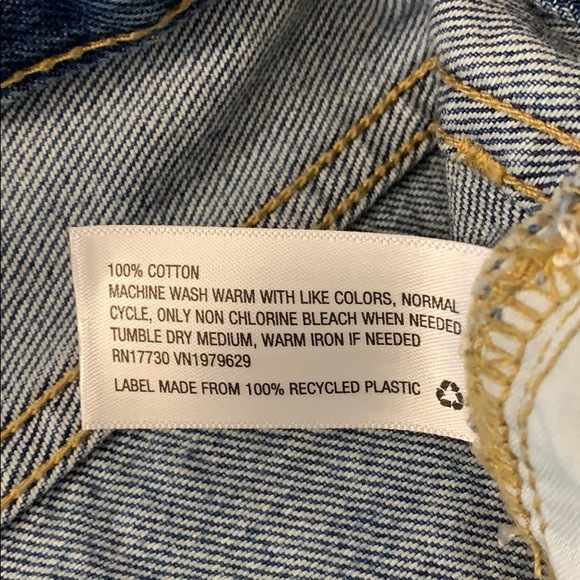 100% COTTON
MACHINE WASH WARM WITH LIKE COLORS, NORMAL
CYCLE, ONLY NON CHLORINE BLEACH WHEN NEEDED
TUMBLE DRY MEDIUM, WARM IRON IF NEEDED
RN17730 VN1979629
LABEL MADE FROM 100% RECYCLED PLASTIC